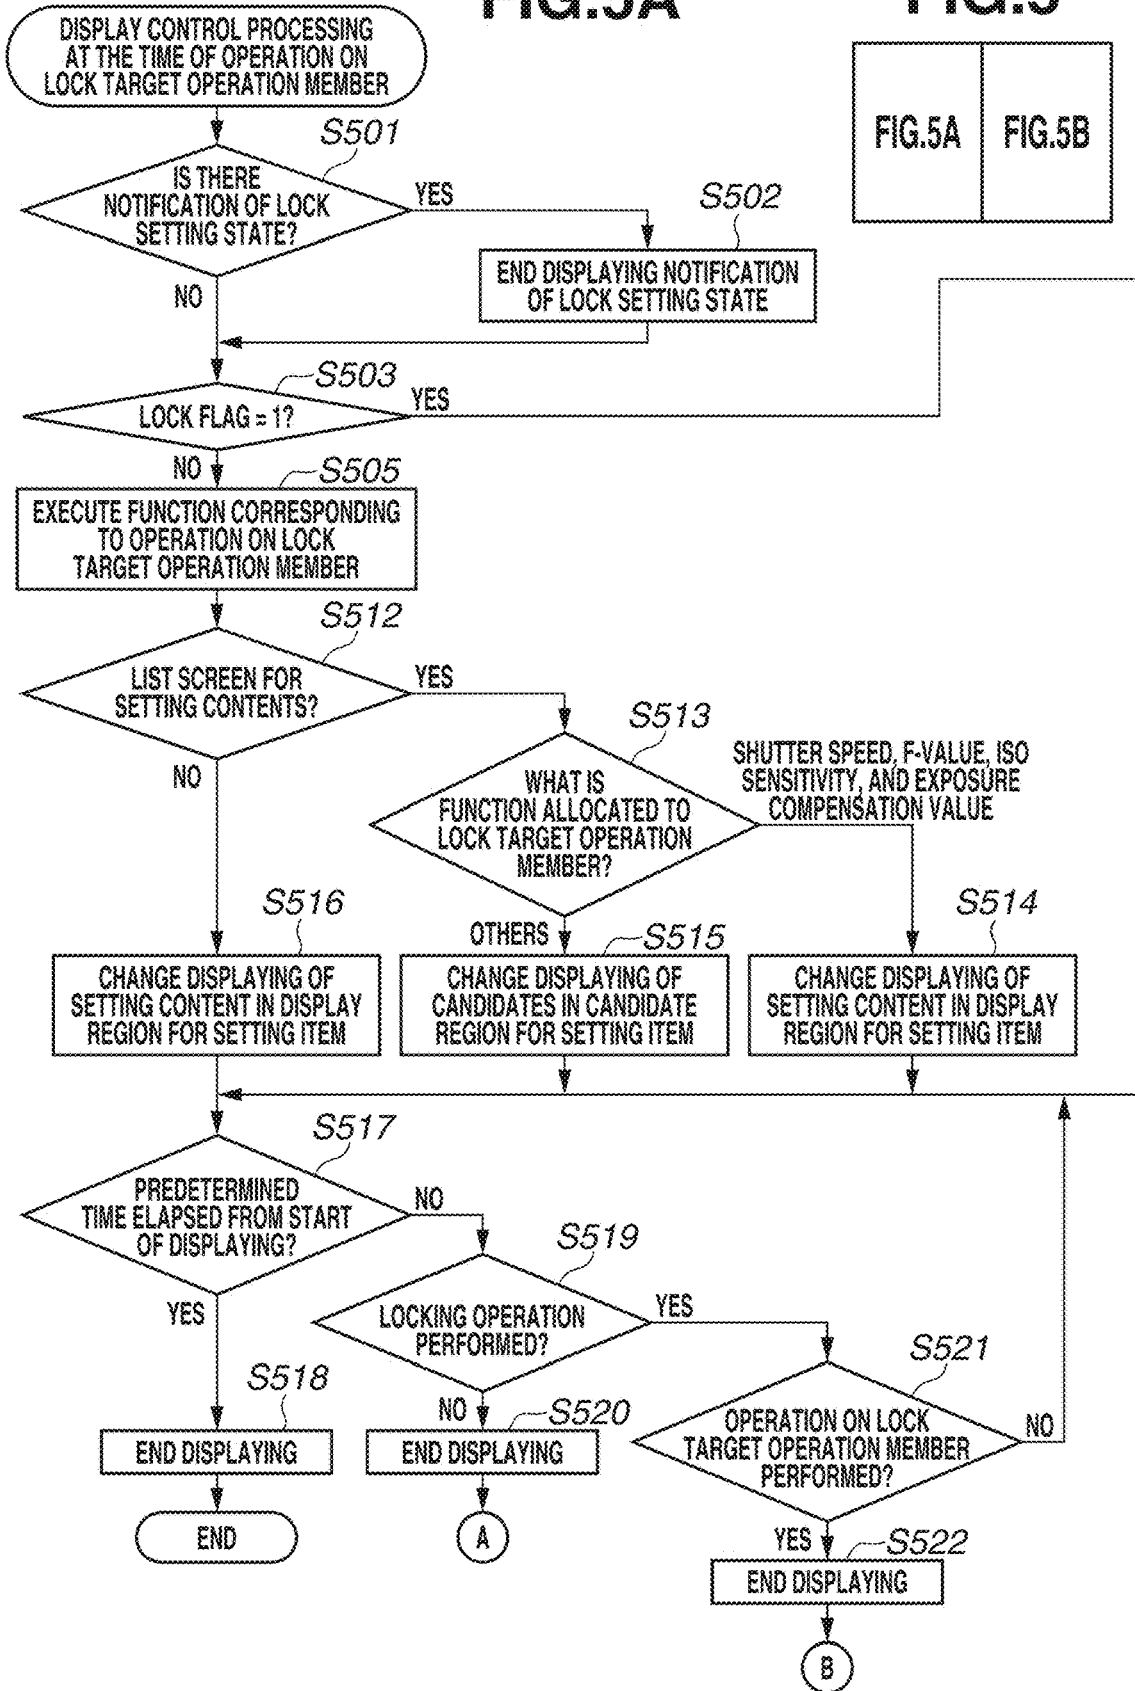 FIG.5A
FIG.5
DISPLAY CONTROL PROCESSING
AT THE TIME OF OPERATION ON
LOCK TARGET OPERATION MEMBER
FIG.5A
FIG.5B
S501
IS THERE
NOTIFICATION OF LOCK
SETTING STATE?
YES
NO
S502
END DISPLAYING NOTIFICATION
OF LOCK SETTING STATE
S503
LOCK FLAG = 1?
YES
NO
S505
EXECUTE FUNCTION CORRESPONDING
TO OPERATION ON LOCK
TARGET OPERATION MEMBER
S512
LIST SCREEN FOR
SETTING CONTENTS?
YES
NO
S513
WHAT IS
FUNCTION ALLOCATED TO
LOCK TARGET OPERATION
MEMBER?
SHUTTER SPEED, F-VALUE, ISO
SENSITIVITY, AND EXPOSURE
COMPENSATION VALUE
OTHERS
S516
CHANGE DISPLAYING OF
SETTING CONTENT IN DISPLAY
REGION FOR SETTING ITEM
S515
CHANGE DISPLAYING OF
CANDIDATES IN CANDIDATE
REGION FOR SETTING ITEM
S514
CHANGE DISPLAYING OF
SETTING CONTENT IN DISPLAY
REGION FOR SETTING ITEM
S517
PREDETERMINED
TIME ELAPSED FROM START
OF DISPLAYING?
NO
YES
S519
LOCKING OPERATION
PERFORMED?
YES
NO
S521
OPERATION ON LOCK
TARGET OPERATION MEMBER
PERFORMED?
NO
YES
S518
END DISPLAYING
END
S520
END DISPLAYING
A
S522
END DISPLAYING
B